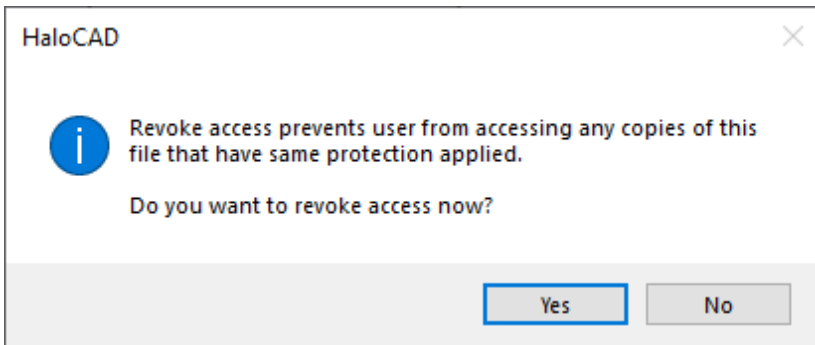 HaloCAD
Revoke access prevents user from accessing any copies of this
file that have same protection applied.
Do you want to revoke access now?
Yes
No